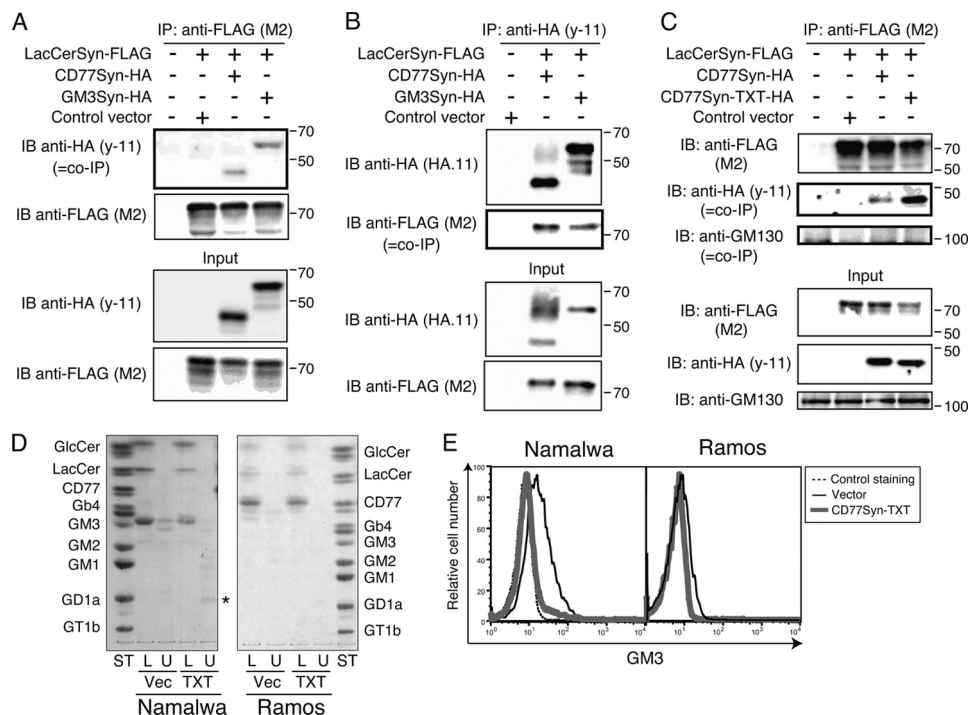 A
IP: anti-FLAG (M2)
LacCerSyn-FLAG - + + +
CD77Syn-HA - - + -
GM3Syn-HA - - - +
Control vector - + - -
IB anti-HA (y-11)
(=co-IP)
70
50
IB anti-FLAG (M2)
70
Input
IB anti-HA (y-11)
70
50
IB anti-FLAG (M2)
70
B
IP: anti-HA (y-11)
LacCerSyn-FLAG - + +
CD77Syn-HA - + -
GM3Syn-HA - - +
Control vector + - -
IB anti-HA (HA.11)
70
50
IB anti-FLAG (M2)
(=co-IP)
70
Input
IB anti-HA (HA.11)
70
50
IB anti-FLAG (M2)
70
C
IP: anti-FLAG (M2)
LacCerSyn-FLAG - + + +
CD77Syn-HA - - + -
CD77Syn-TXT-HA - - - +
Control vector - + - -
IB: anti-FLAG
(M2)
70
50
IB: anti-HA (y-11)
(=co-IP)
50
IB: anti-GM130
(=co-IP)
100
Input
IB: anti-FLAG
(M2)
70
50
IB: anti-HA (y-11)
50
IB: anti-GM130
100
D
GlcCer
LacCer
CD77
Gb4
GM3
GM2
GM1
GD1a
GT1b
*
GlcCer
LacCer
CD77
Gb4
GM3
GM2
GM1
GD1a
GT1b
ST L U L U L U L U ST
Vec TXT Vec TXT
Namalwa Ramos
E
Namalwa Ramos
Relative cell number
100
80
60
40
20
0
10^0 10^1 10^2 10^3 10^4 10^1 10^2 10^3 10^4
GM3
Control staining
Vector
CD77Syn-TXT